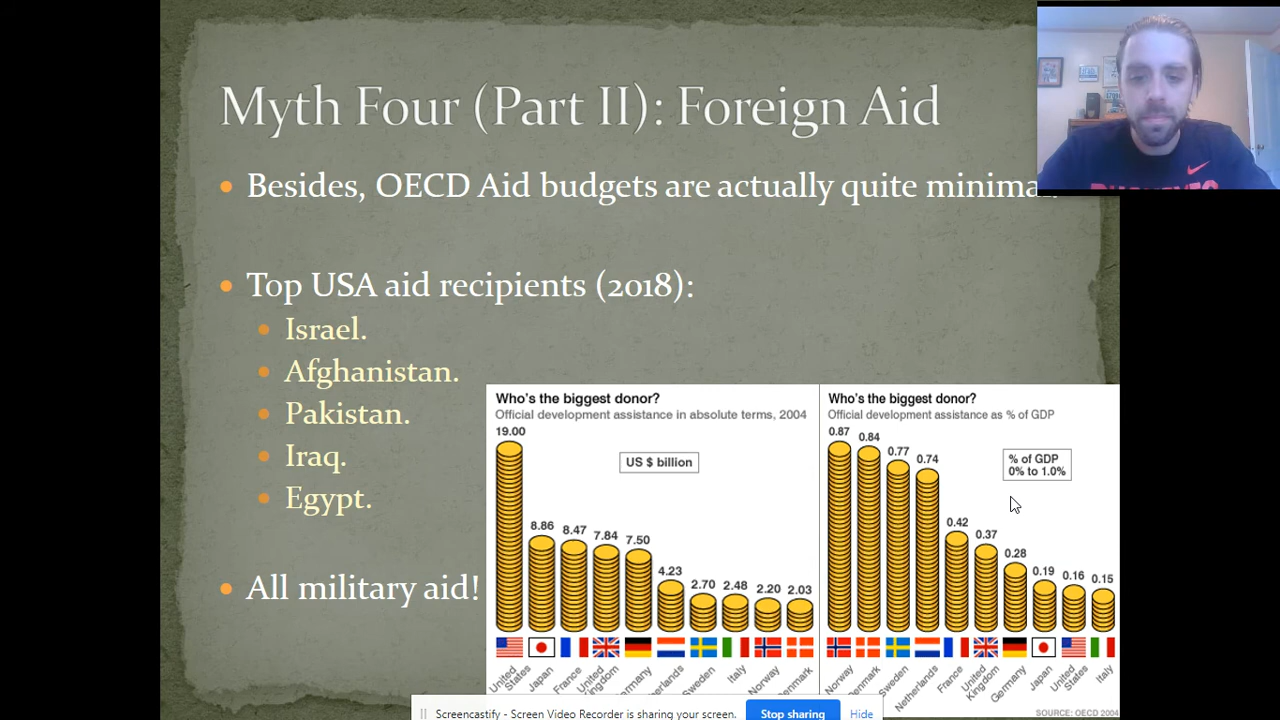 Myth Four (Part II): Foreign Aid
Besides, OECD Aid budgets are actually quite
Top USA aid recipients (2018):
Israel.
Afghanistan.
Pakistan.
Iraq.
Egypt.
All military aid!
Who's the biggest donor?
Official development assistance in absolute terms, 2004
19.00
US $ billion
8.86 8.47 7.84 7.50 4.23 2.70 2.48 2.20 2.03
United States
Japan
France
Sweden
Italy
Norway
Who's the biggest donor?
Official development assistance as % of GDP
0.87 0.84 0.77 0.74 0.42 0.37 0.28 0.19 0.16 0.15
% of GDP
0% to 1.0%
Norway
Sweden
Netherlands
France
United Kingdom
Germany
Japan
United States
Italy
SOURCE: OECD 2004
Screencastify - Screen Video Recorder is sharing your screen.
Stop sharing
Hide